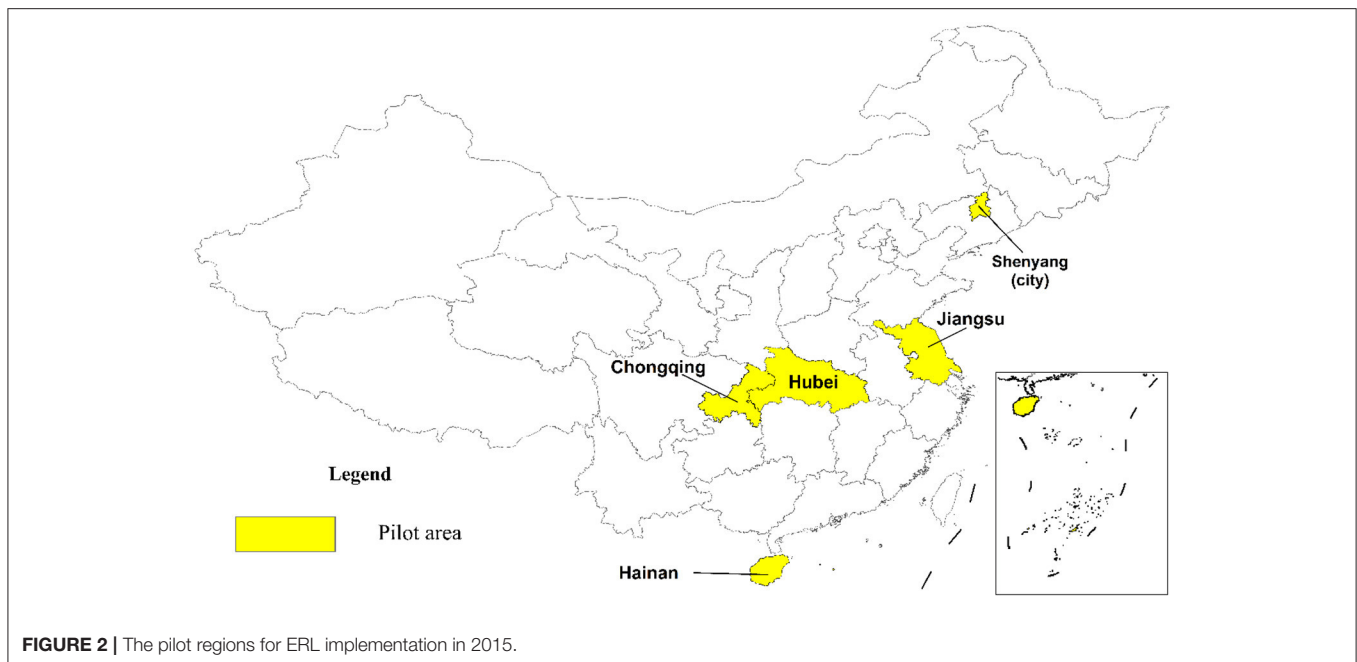 Shenyang
(city)
Jiangsu
Chongqing
Hubei
Legend
Pilot area
Hainan
FIGURE 2 | The pilot regions for ERL implementation in 2015.